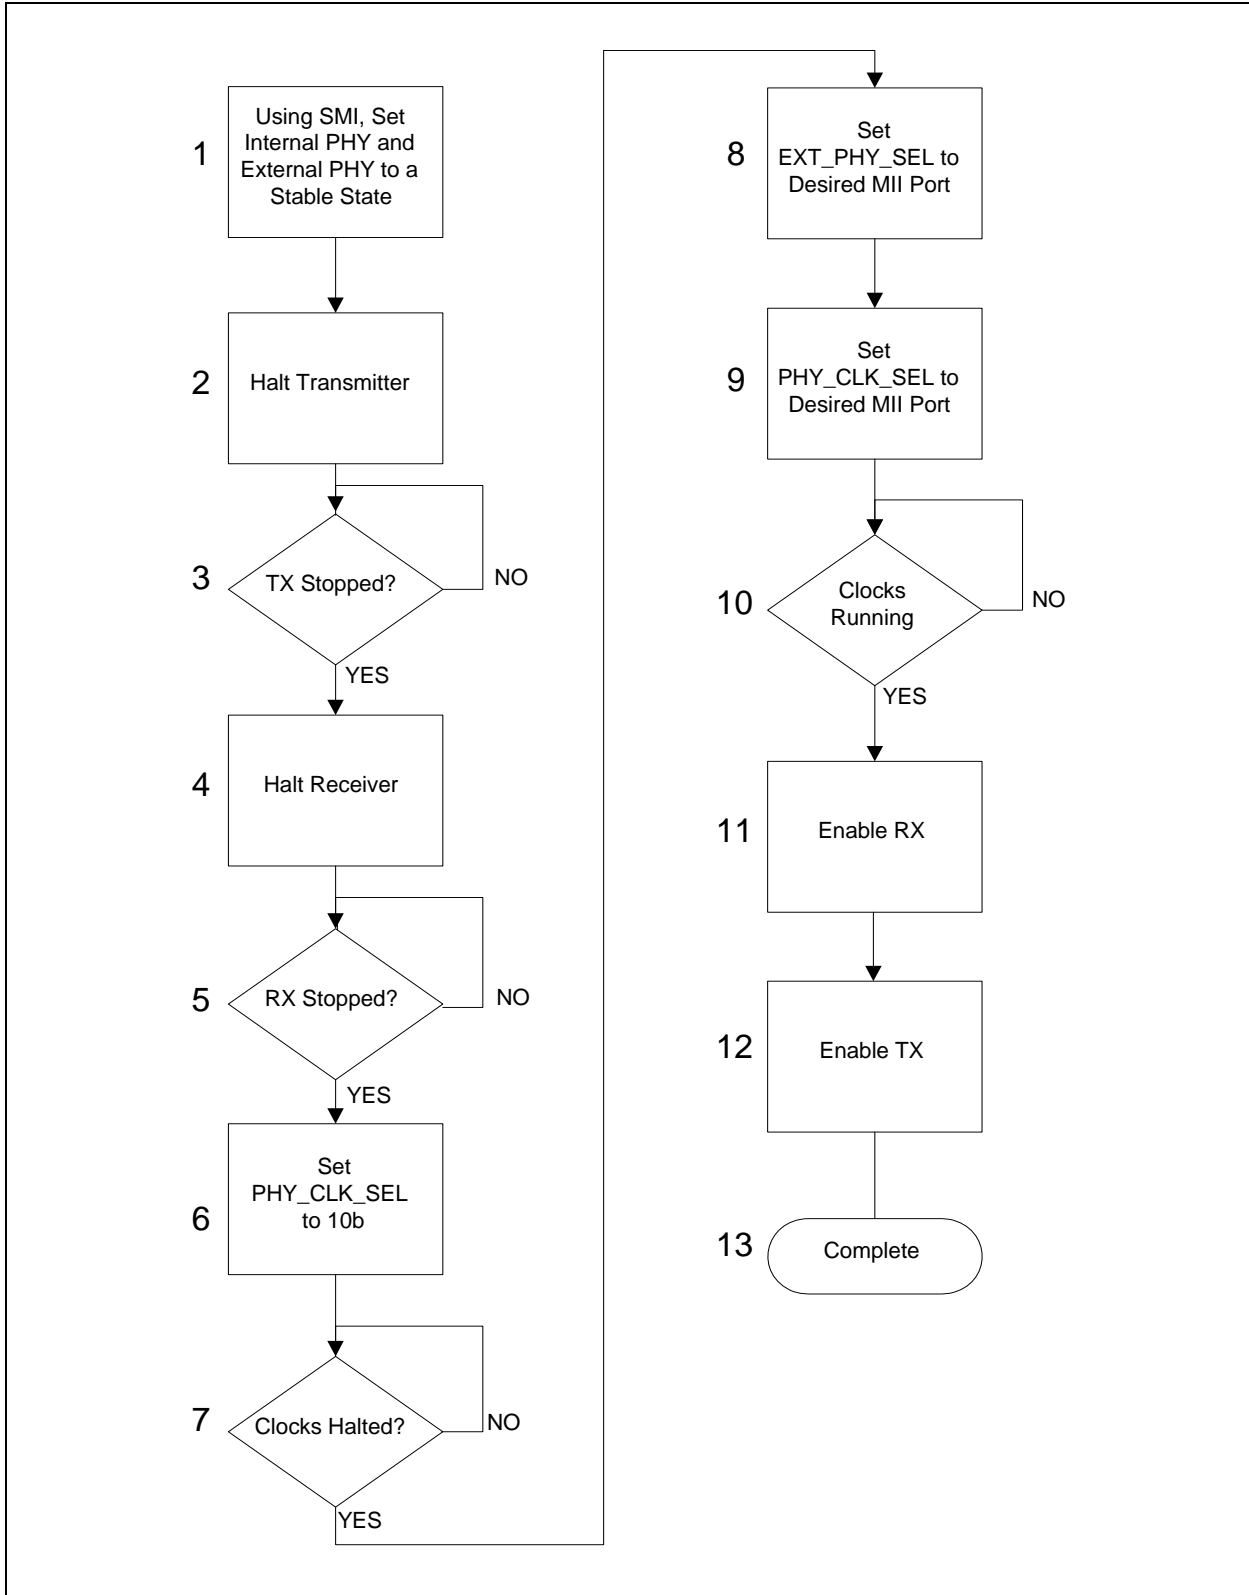 1
Using SMI, Set
Internal PHY and
External PHY to a
Stable State
2
Halt Transmitter
3
TX Stopped?
NO
YES
4
Halt Receiver
5
RX Stopped?
NO
YES
6
Set
PHY_CLK_SEL
to 10b
7
Clocks Halted?
NO
YES
8
Set
EXT_PHY_SEL to
Desired MII Port
9
Set
PHY_CLK_SEL to
Desired MII Port
10
Clocks
Running
NO
YES
11
Enable RX
12
Enable TX
13
Complete